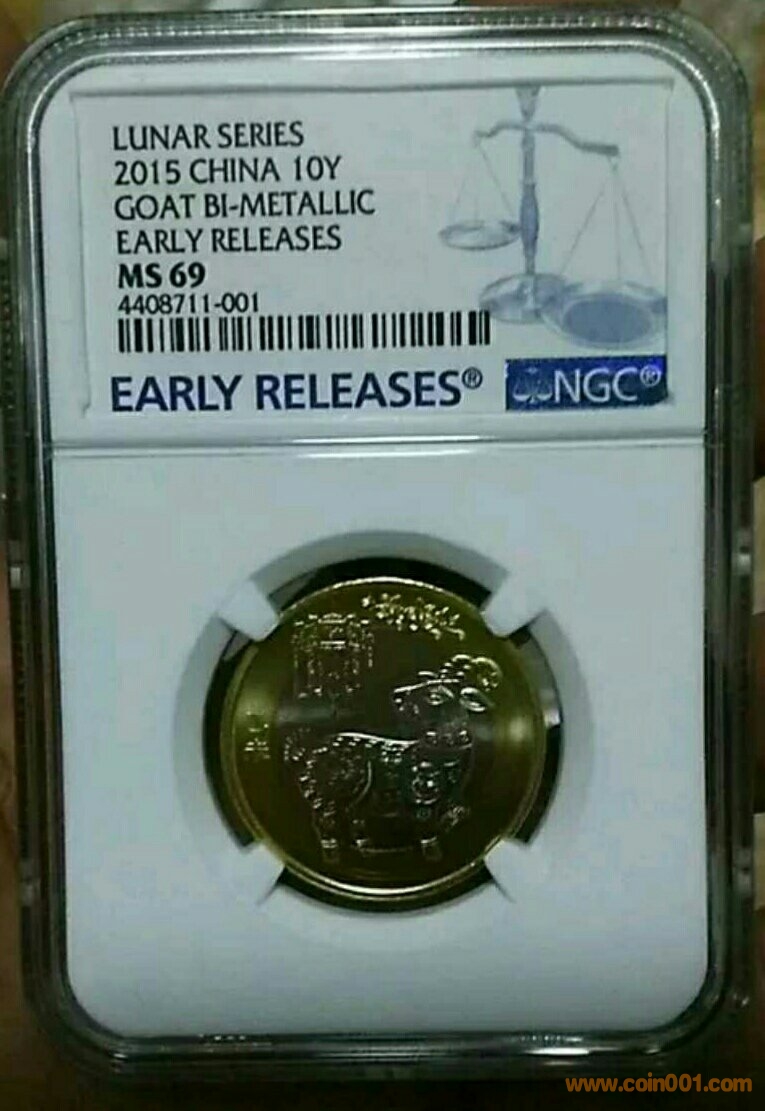 LUNAR SERIES
2015 CHINA 10Y
GOAT BI-METALLIC
EARLY RELEASES
MS 69
4408711-001
EARLY RELEASES®
NGC®
www.coin001.com